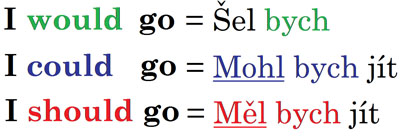 I would go = Šel bych
I could go = Mohl bych jít
I should go = Měl bych jít